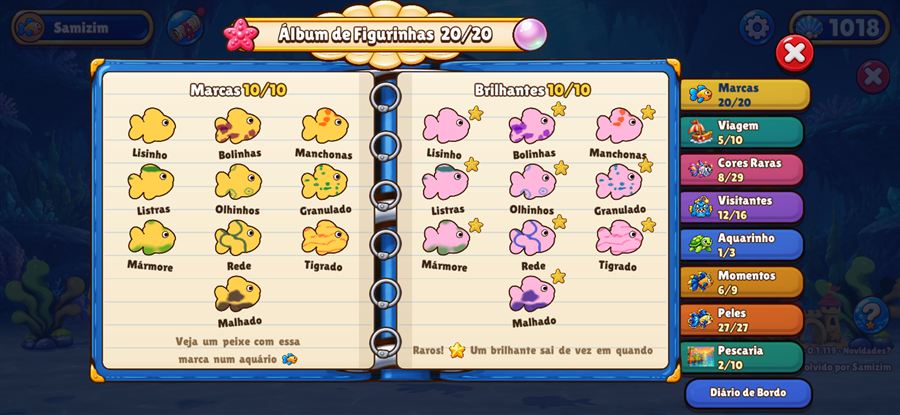 Samizim
Álbum de Figurinhas 20/20
1018
Marcas 10/10
Lisinho
Bolinhas
Manchonas
Listras
Olhinhos
Granulado
Mármore
Rede
Tigrado
Malhado
Veja um peixe com essa
marca num aquário
Brilhantes 10/10
Lisinho
Bolinhas
Manchonas
Listras
Olhinhos
Granulado
Mármore
Rede
Tigrado
Malhado
Raros! Um brilhante sai de vez em quando
Marcas
20/20
Viagem
5/10
Cores Raras
8/29
Visitantes
12/16
Aquarinho
1/3
Momentos
6/9
Peles
27/27
Pescaria
2/10
Diário de Bordo
?
0.1.119 - Novidades?
olvido por Samizim